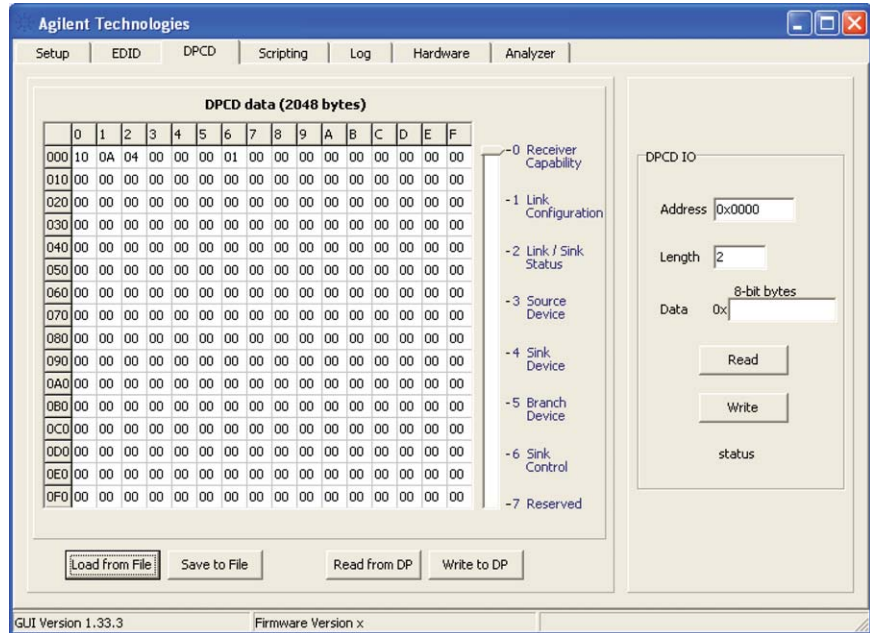 Agilent Technologies
Setup EDID DPCD Scripting Log Hardware Analyzer
DPCD data (2048 bytes)
0 1 2 3 4 5 6 7 8 9 A B C D E F
000 10 0A 04 00 00 00 01 00 00 00 00 00 00 00 00 00
010 00 00 00 00 00 00 00 00 00 00 00 00 00 00 00 00
020 00 00 00 00 00 00 00 00 00 00 00 00 00 00 00 00
030 00 00 00 00 00 00 00 00 00 00 00 00 00 00 00 00
040 00 00 00 00 00 00 00 00 00 00 00 00 00 00 00 00
050 00 00 00 00 00 00 00 00 00 00 00 00 00 00 00 00
060 00 00 00 00 00 00 00 00 00 00 00 00 00 00 00 00
070 00 00 00 00 00 00 00 00 00 00 00 00 00 00 00 00
080 00 00 00 00 00 00 00 00 00 00 00 00 00 00 00 00
090 00 00 00 00 00 00 00 00 00 00 00 00 00 00 00 00
0A0 00 00 00 00 00 00 00 00 00 00 00 00 00 00 00 00
0B0 00 00 00 00 00 00 00 00 00 00 00 00 00 00 00 00
0C0 00 00 00 00 00 00 00 00 00 00 00 00 00 00 00 00
0D0 00 00 00 00 00 00 00 00 00 00 00 00 00 00 00 00
0E0 00 00 00 00 00 00 00 00 00 00 00 00 00 00 00 00
0F0 00 00 00 00 00 00 00 00 00 00 00 00 00 00 00 00
-0 Receiver
Capability
-1 Link
Configuration
-2 Link / Sink
Status
-3 Source
Device
-4 Sink
Device
-5 Branch
Device
-6 Sink
Control
-7 Reserved
Load from File Save to File Read from DP Write to DP
DPCD IO
Address 0x0000
Length 2
8-bit bytes
Data 0x
Read
Write
status
GUI Version 1.33.3 Firmware Version x